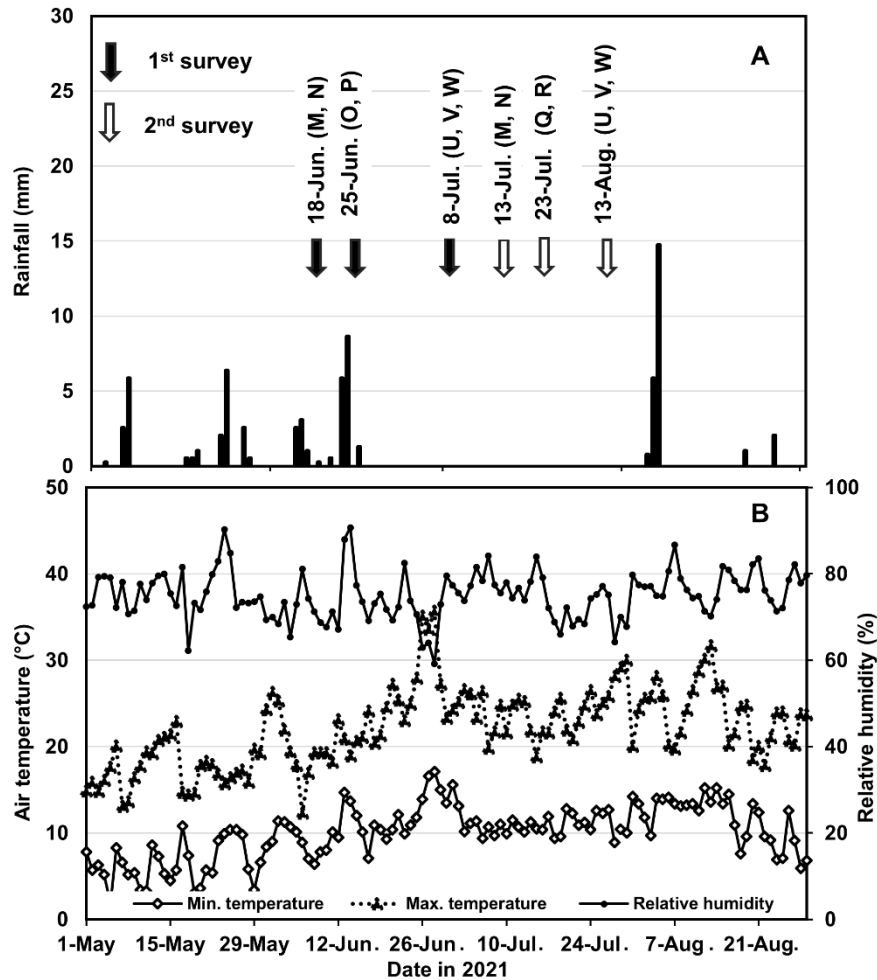 A
1st survey
2nd survey
18-Jun. (M, N)
25-Jun. (O, P)
8-Jul. (U, V, W)
13-Jul. (M, N)
23-Jul. (Q, R)
13-Aug. (U, V, W)
Rainfall (mm)
30
25
20
15
10
5
0
B
Air temperature (°C)
50
40
30
20
10
0
Relative humidity (%)
100
80
60
40
20
0
Min. temperature Max. temperature Relative humidity
1-May 15-May 29-May 12-Jun. 26-Jun. 10-Jul. 24-Jul. 7-Aug. 21-Aug.
Date in 2021